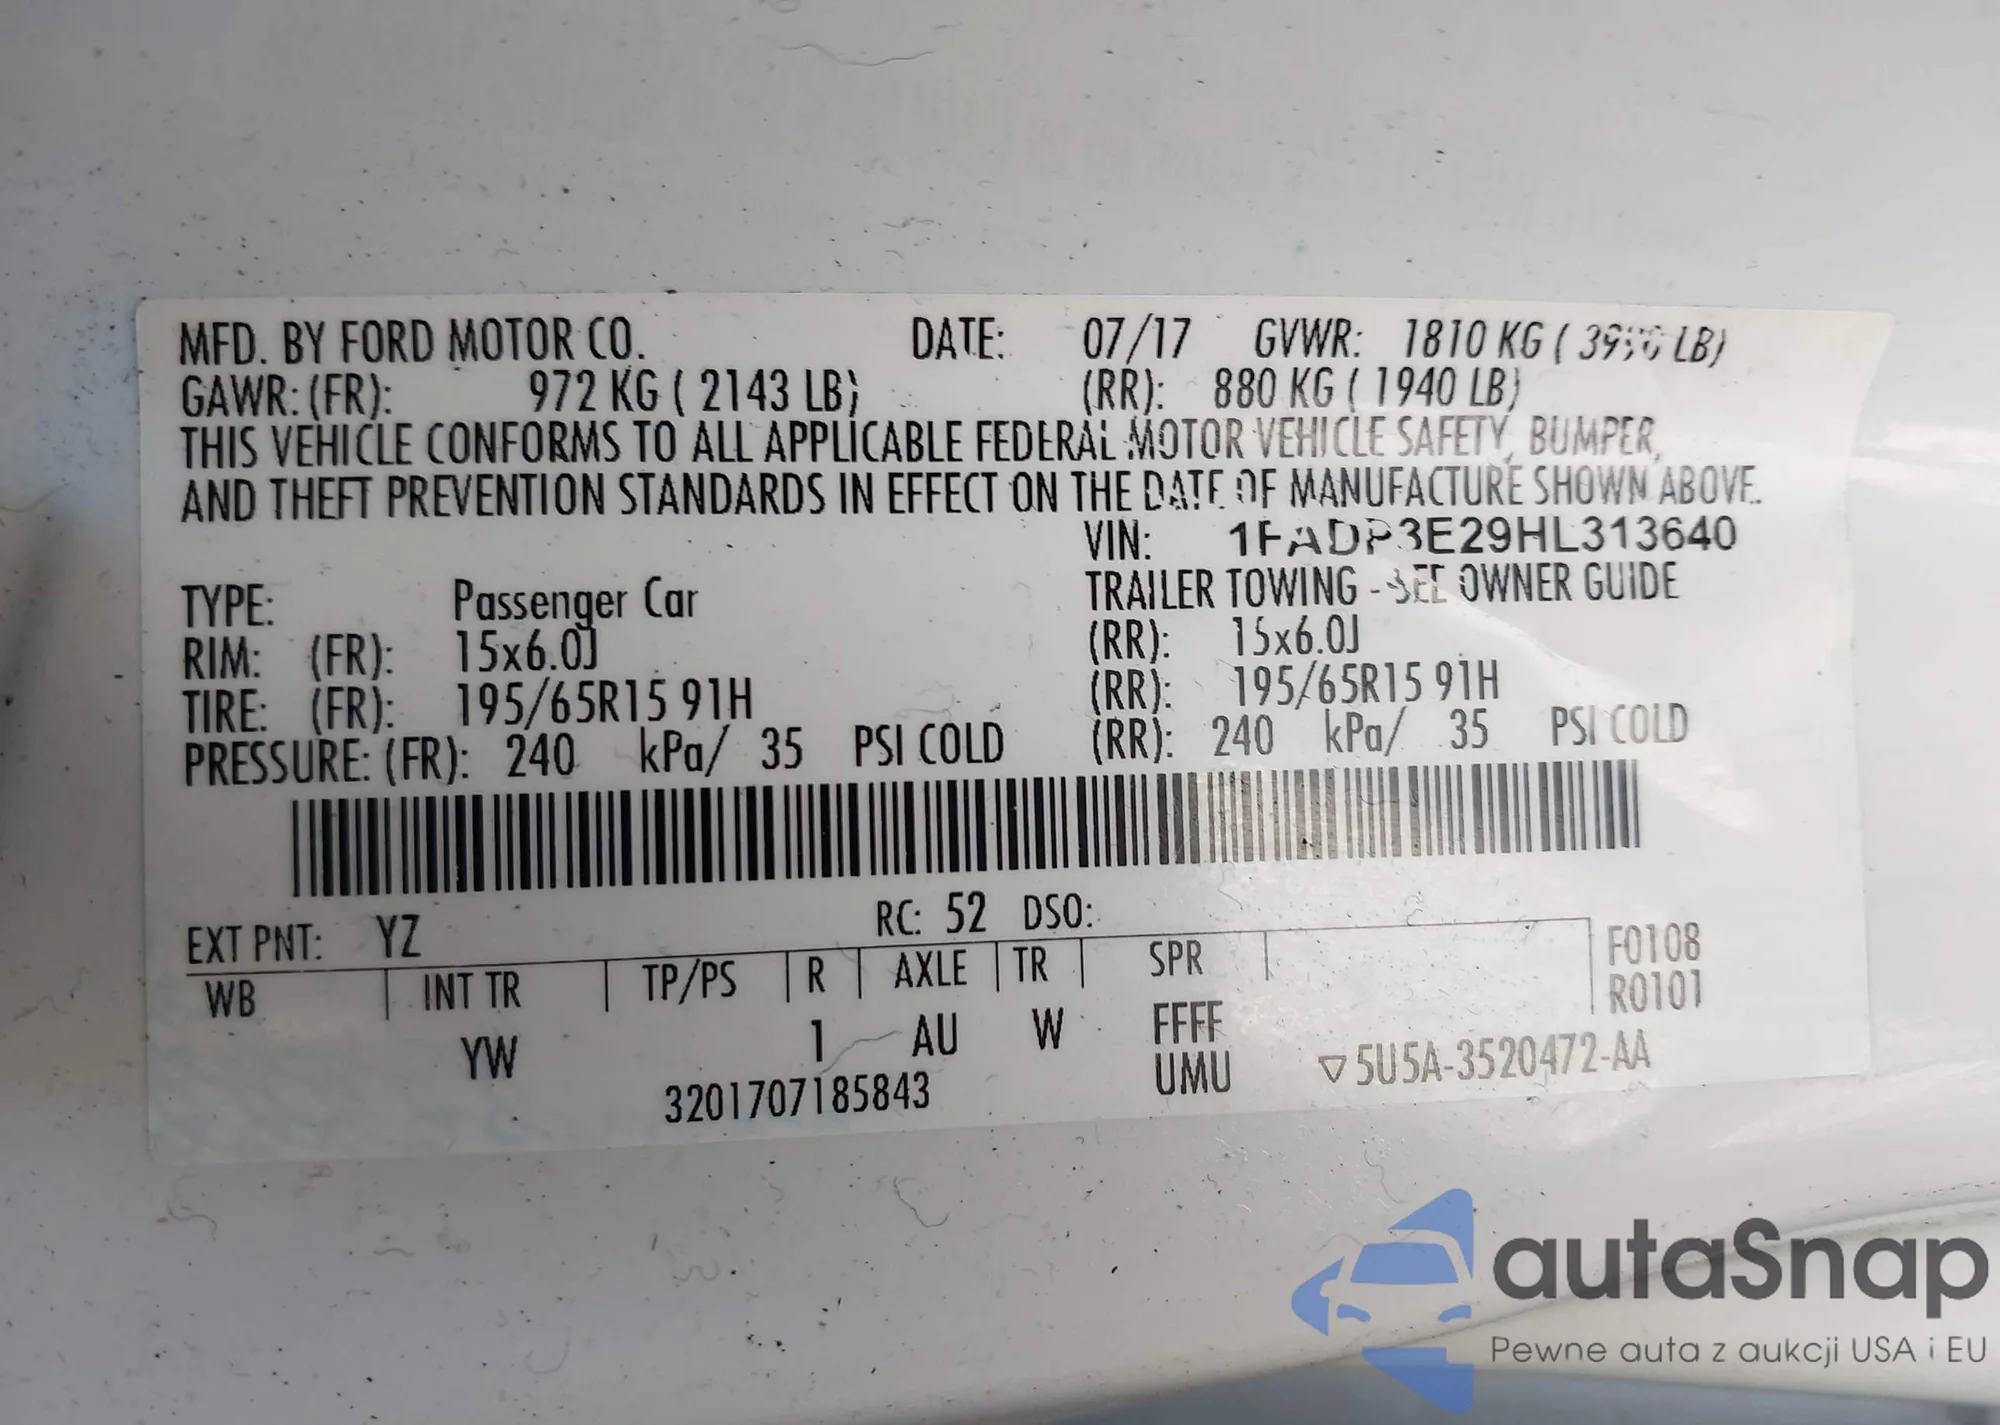 MFD. BY FORD MOTOR CO. DATE: 07/17 GVWR: 1810 KG ( LB)
GAWR: (FR): 972 KG ( 2143 LB) (RR): 880 KG ( 1940 LB)
THIS VEHICLE CONFORMS TO ALL APPLICABLE FEDERAL MOTOR VEHICLE SAFETY, BUMPER,
AND THEFT PREVENTION STANDARDS IN EFFECT ON THE DATE OF MANUFACTURE SHOWN ABOVE.
VIN: 1FADP3E29HL313640
TYPE: Passenger Car TRAILER TOWING - SEE OWNER GUIDE
RIM: (FR): 15x6.0J (RR): 15x6.0J
TIRE: (FR): 195/65R15 91H (RR): 195/65R15 91H
PRESSURE: (FR): 240 kPa/ 35 PSI COLD (RR): 240 kPa/ 35 PSI COLD
EXT PNT: YZ RC: 52 DSO:
WB INT TR TP/PS R AXLE TR SPR F0108
R0101
YW 1 AU W FFFF
UMU ▽5U5A-3520472-AA
3201707185843
autaSnap
Pewne auta z aukcji USA i EU